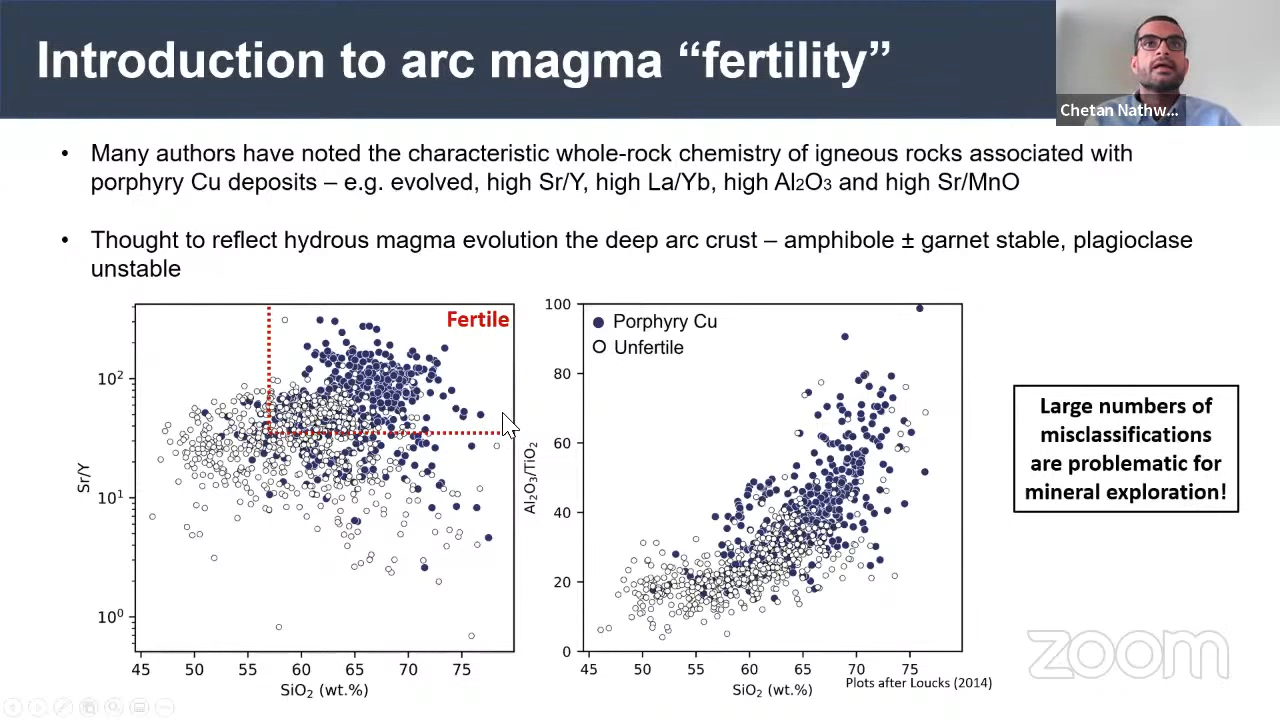 Introduction to arc magma “fertility”
Chetan Nathw...
• Many authors have noted the characteristic whole-rock chemistry of igneous rocks associated with
porphyry Cu deposits – e.g. evolved, high Sr/Y, high La/Yb, high Al2O3 and high Sr/MnO
• Thought to reflect hydrous magma evolution the deep arc crust – amphibole ± garnet stable, plagioclase
unstable
Fertile
10²
10¹
10⁰
Sr/Y
45 50 55 60 65 70 75
SiO₂ (wt.%)
Porphyry Cu
Unfertile
100
80
60
40
20
0
Al₂O₃/TiO₂
45 50 55 60 65 70 75
SiO₂ (wt.%)
Plots after Loucks (2014)
Large numbers of
misclassifications
are problematic for
mineral exploration!
zoom